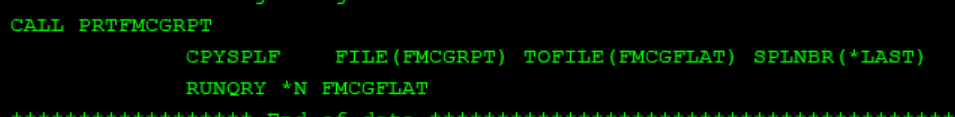 CALL PRTFMCGRPT
CPYSPLF FILE(FMCGRPT) TOFILE(FMCGFLAT) SPLNBR(*LAST)
RUNQRY *N FMCGFLAT